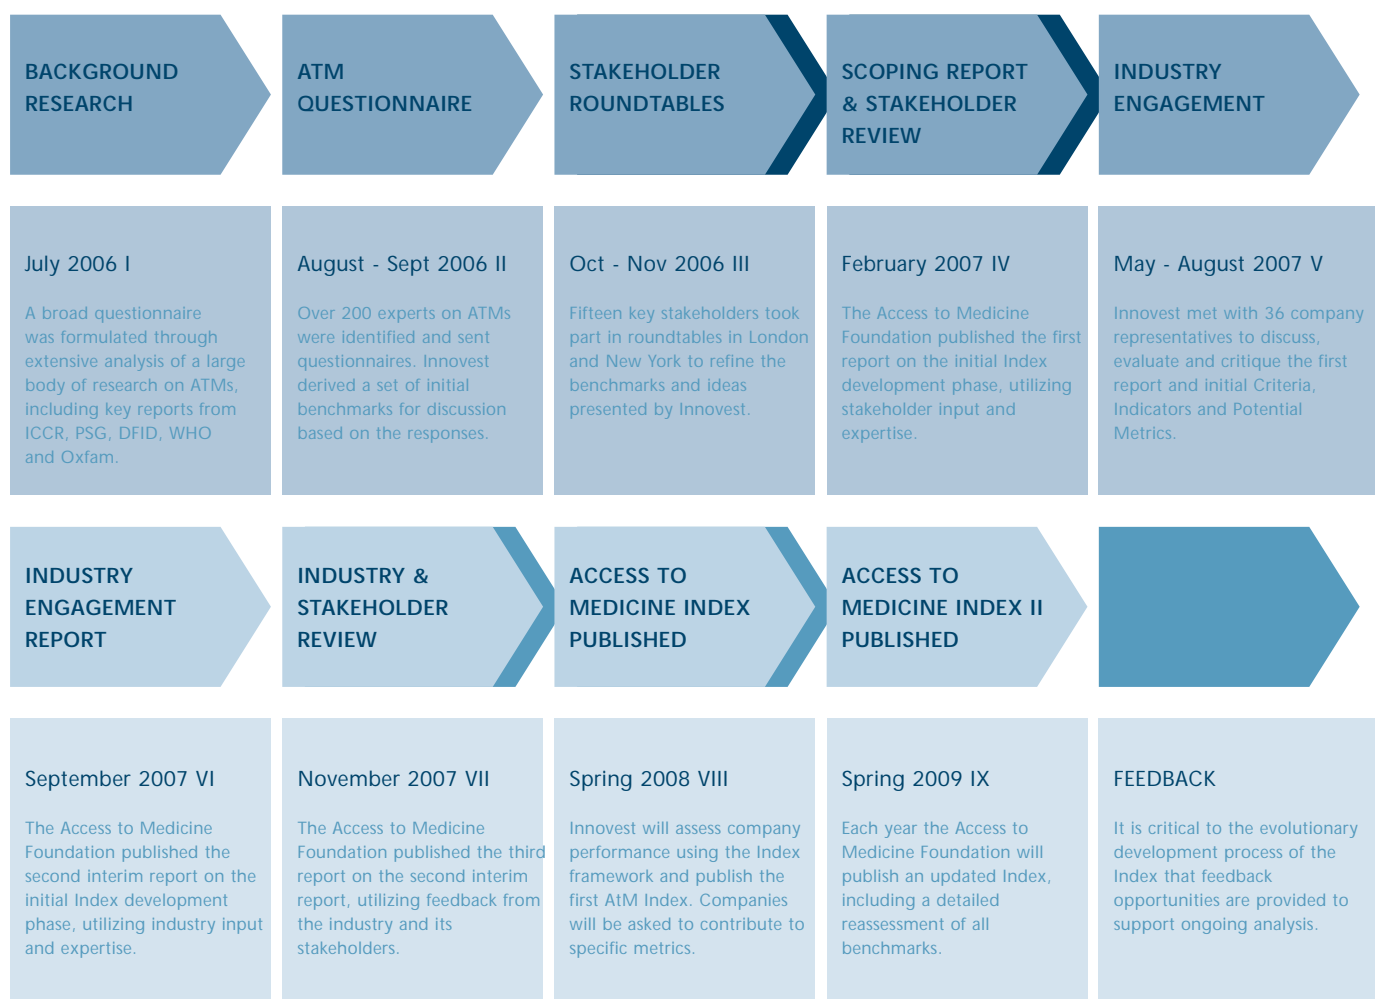 BACKGROUND
RESEARCH
ATM
QUESTIONNAIRE
STAKEHOLDER
ROUNDTABLES
SCOPING REPORT
& STAKEHOLDER
REVIEW
INDUSTRY
ENGAGEMENT
July 2006 I
A broad questionnaire
was formulated through
extensive analysis of a large
body of research on ATMs,
including key reports from
ICCR, PSG, DFID, WHO
and Oxfam.
August - Sept 2006 II
Over 200 experts on ATMs
were identified and sent
questionnaires. Innovest
derived a set of initial
benchmarks for discussion
based on the responses.
Oct - Nov 2006 III
Fifteen key stakeholders took
part in roundtables in London
and New York to refine the
benchmarks and ideas
presented by Innovest.
February 2007 IV
The Access to Medicine
Foundation published the first
report on the initial Index
development phase, utilizing
stakeholder input and
expertise.
May - August 2007 V
Innovest met with 36 company
representatives to discuss,
evaluate and critique the first
report and initial Criteria,
Indicators and Potential
Metrics.
INDUSTRY
ENGAGEMENT
REPORT
INDUSTRY &
STAKEHOLDER
REVIEW
ACCESS TO
MEDICINE INDEX
PUBLISHED
ACCESS TO
MEDICINE INDEX II
PUBLISHED
September 2007 VI
The Access to Medicine
Foundation published the
second interim report on the
initial Index development
phase, utilizing industry input
and expertise.
November 2007 VII
The Access to Medicine
Foundation published the third
report on the second interim
report, utilizing feedback from
the industry and its
stakeholders.
Spring 2008 VIII
Innovest will assess company
performance using the Index
framework and publish the
first AtM Index. Companies
will be asked to contribute to
specific metrics.
Spring 2009 IX
Each year the Access to
Medicine Foundation will
publish an updated Index,
including a detailed
reassessment of all
benchmarks.
FEEDBACK
It is critical to the evolutionary
development process of the
Index that feedback
opportunities are provided to
support ongoing analysis.